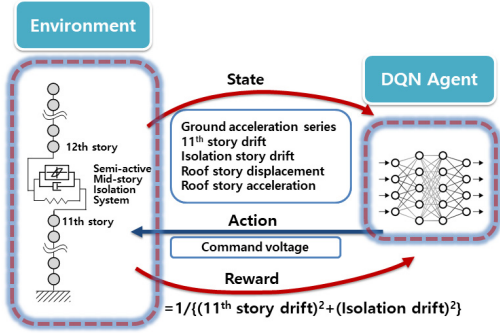 Environment
DQN Agent
State
12th story
Semi-active
Mid-story
Isolation
System
11th story
Ground acceleration series
11th story drift
Isolation story drift
Roof story displacement
Roof story acceleration
Action
Command voltage
Reward
=1/{(11th story drift)²+(Isolation drift)²}